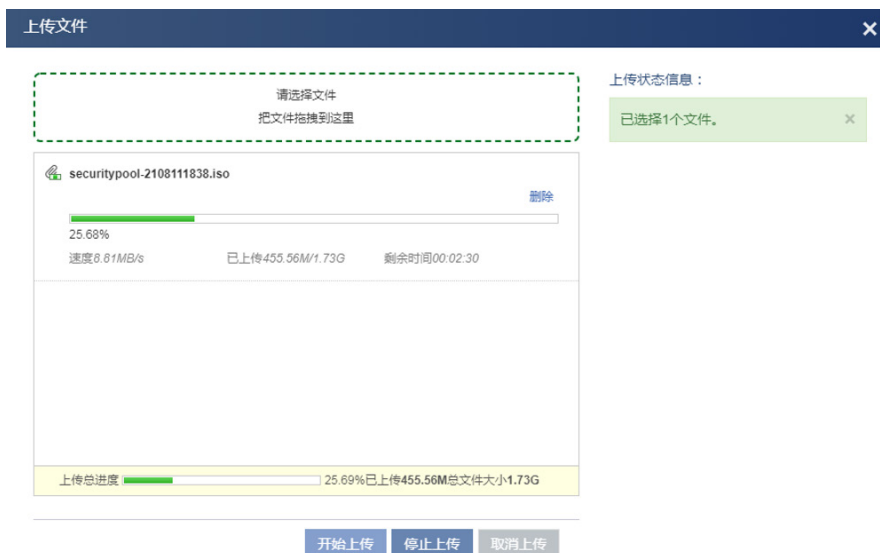 上传文件
请选择文件
把文件拖拽到这里
securitypool-2108111838.iso
删除
25.68%
速度8.81MB/s 已上传455.56M/1.73G 剩余时间00:02:30
上传总进度 25.69%已上传455.56M总文件大小1.73G
开始上传 停止上传 取消上传
上传状态信息：
已选择1个文件。